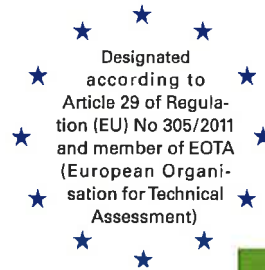 Designated
according to
Article 29 of Regula-
tion (EU) No 305/2011
and member of EOTA
(European Organi-
sation for Technical
Assessment)